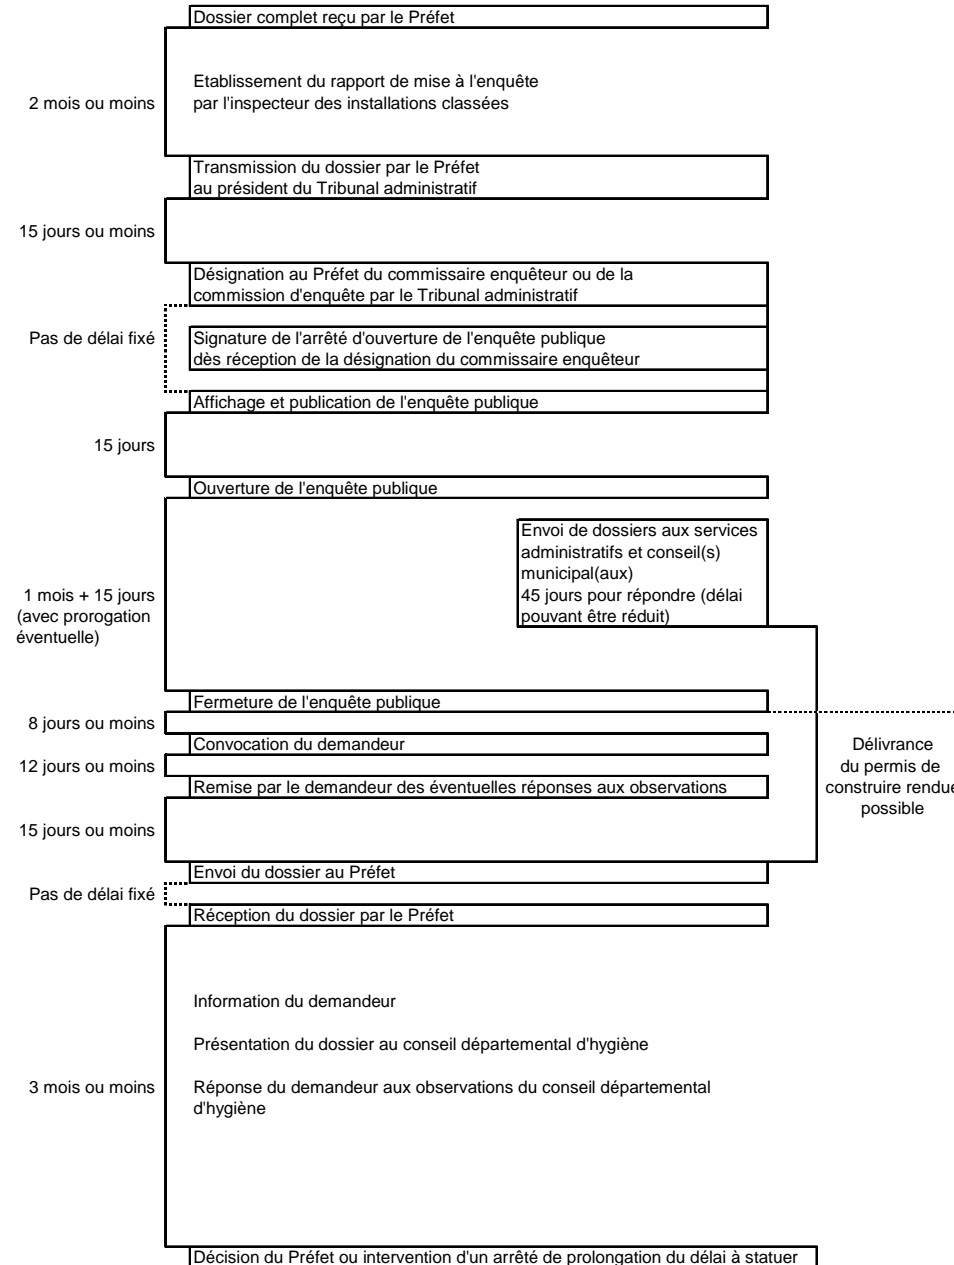 Dossier complet reçu par le Préfet
Etablissement du rapport de mise à l'enquête
2 mois ou moins
par l'inspecteur des installations classées
Transmission du dossier par le Préfet
au président du Tribunal administratif
15 jours ou moins
Désignation au Préfet du commissaire enquêteur ou de la
commission d'enquête par le Tribunal administratif
Pas de délai fixé
Signature de l'arrêté d'ouverture de l'enquête publique
dès réception de la désignation du commissaire enquêteur
Affichage et publication de l'enquête publique
15 jours
Ouverture de l'enquête publique
Envoi de dossiers aux services
administratifs et conseil(s)
municipal(aux)
45 jours pour répondre (délai
pouvant être réduit)
1 mois + 15 jours
(avec prorogation
éventuelle)
Fermeture de l'enquête publique
8 jours ou moins
Convocation du demandeur
12 jours ou moins
Remise par le demandeur des éventuelles réponses aux observations
Délivrance
du permis de
construire rendue
possible
15 jours ou moins
Envoi du dossier au Préfet
Pas de délai fixé
Réception du dossier par le Préfet
Information du demandeur
Présentation du dossier au conseil départemental d'hygiène
3 mois ou moins
Réponse du demandeur aux observations du conseil départemental
d'hygiène
Décision du Préfet ou intervention d'un arrêté de prolongation du délai à statuer